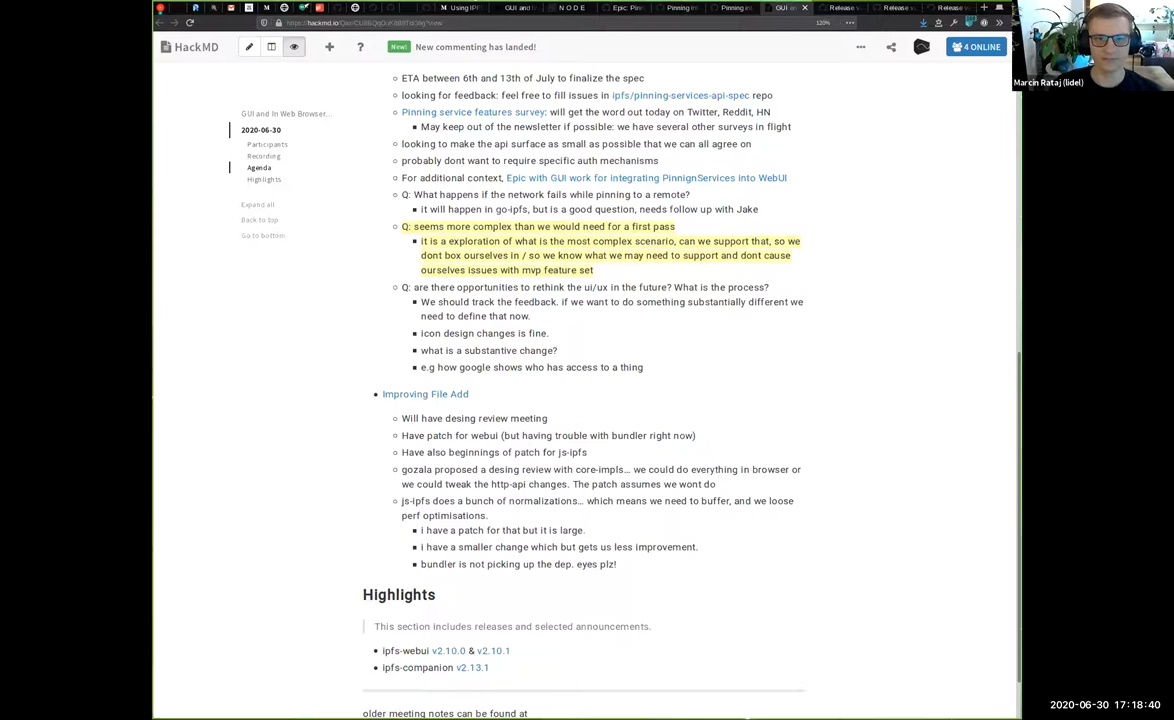 Using IPF
GUI and I
N O D E
Epic: Pinn
Pinning in
Pinning in
GUI and
Release v
Release v
Release v
120%
HackMD
New!
New commenting has landed!
4 ONLINE
Marcin Rataj (lidel)
GUI and In Web Browser...
2020-06-30
Participants
Recording
Agenda
Highlights
Expand all
Back to top
Go to bottom
ETA between 6th and 13th of July to finalize the spec
looking for feedback: feel free to fill issues in ipfs/pinning-services-api-spec repo
Pinning service features survey: will get the word out today on Twitter, Reddit, HN
May keep out of the newsletter if possible: we have several other surveys in flight
looking to make the api surface as small as possible that we can all agree on
probably dont want to require specific auth mechanisms
For additional context, Epic with GUI work for integrating PinnignServices into WebUI
Q: What happens if the network fails while pinning to a remote?
it will happen in go-ipfs, but is a good question, needs follow up with Jake
Q: seems more complex than we would need for a first pass
it is a exploration of what is the most complex scenario, can we support that, so we
dont box ourselves in / so we know what we may need to support and dont cause
ourselves issues with mvp feature set
Q: are there opportunities to rethink the ui/ux in the future? What is the process?
We should track the feedback. if we want to do something substantially different we
need to define that now.
icon design changes is fine.
what is a substantive change?
e.g how google shows who has access to a thing
Improving File Add
Will have desing review meeting
Have patch for webui (but having trouble with bundler right now)
Have also beginnings of patch for js-ipfs
gozala proposed a desing review with core-impls... we could do everything in browser or
we could tweak the http-api changes. The patch assumes we wont do
js-ipfs does a bunch of normalizations... which means we need to buffer, and we loose
perf optimisations.
i have a patch for that but it is large.
i have a smaller change which but gets us less improvement.
bundler is not picking up the dep. eyes plz!
Highlights
This section includes releases and selected announcements.
ipfs-webui v2.10.0 & v2.10.1
ipfs-companion v2.13.1
older meeting notes can be found at
2020-06-30 17:18:40